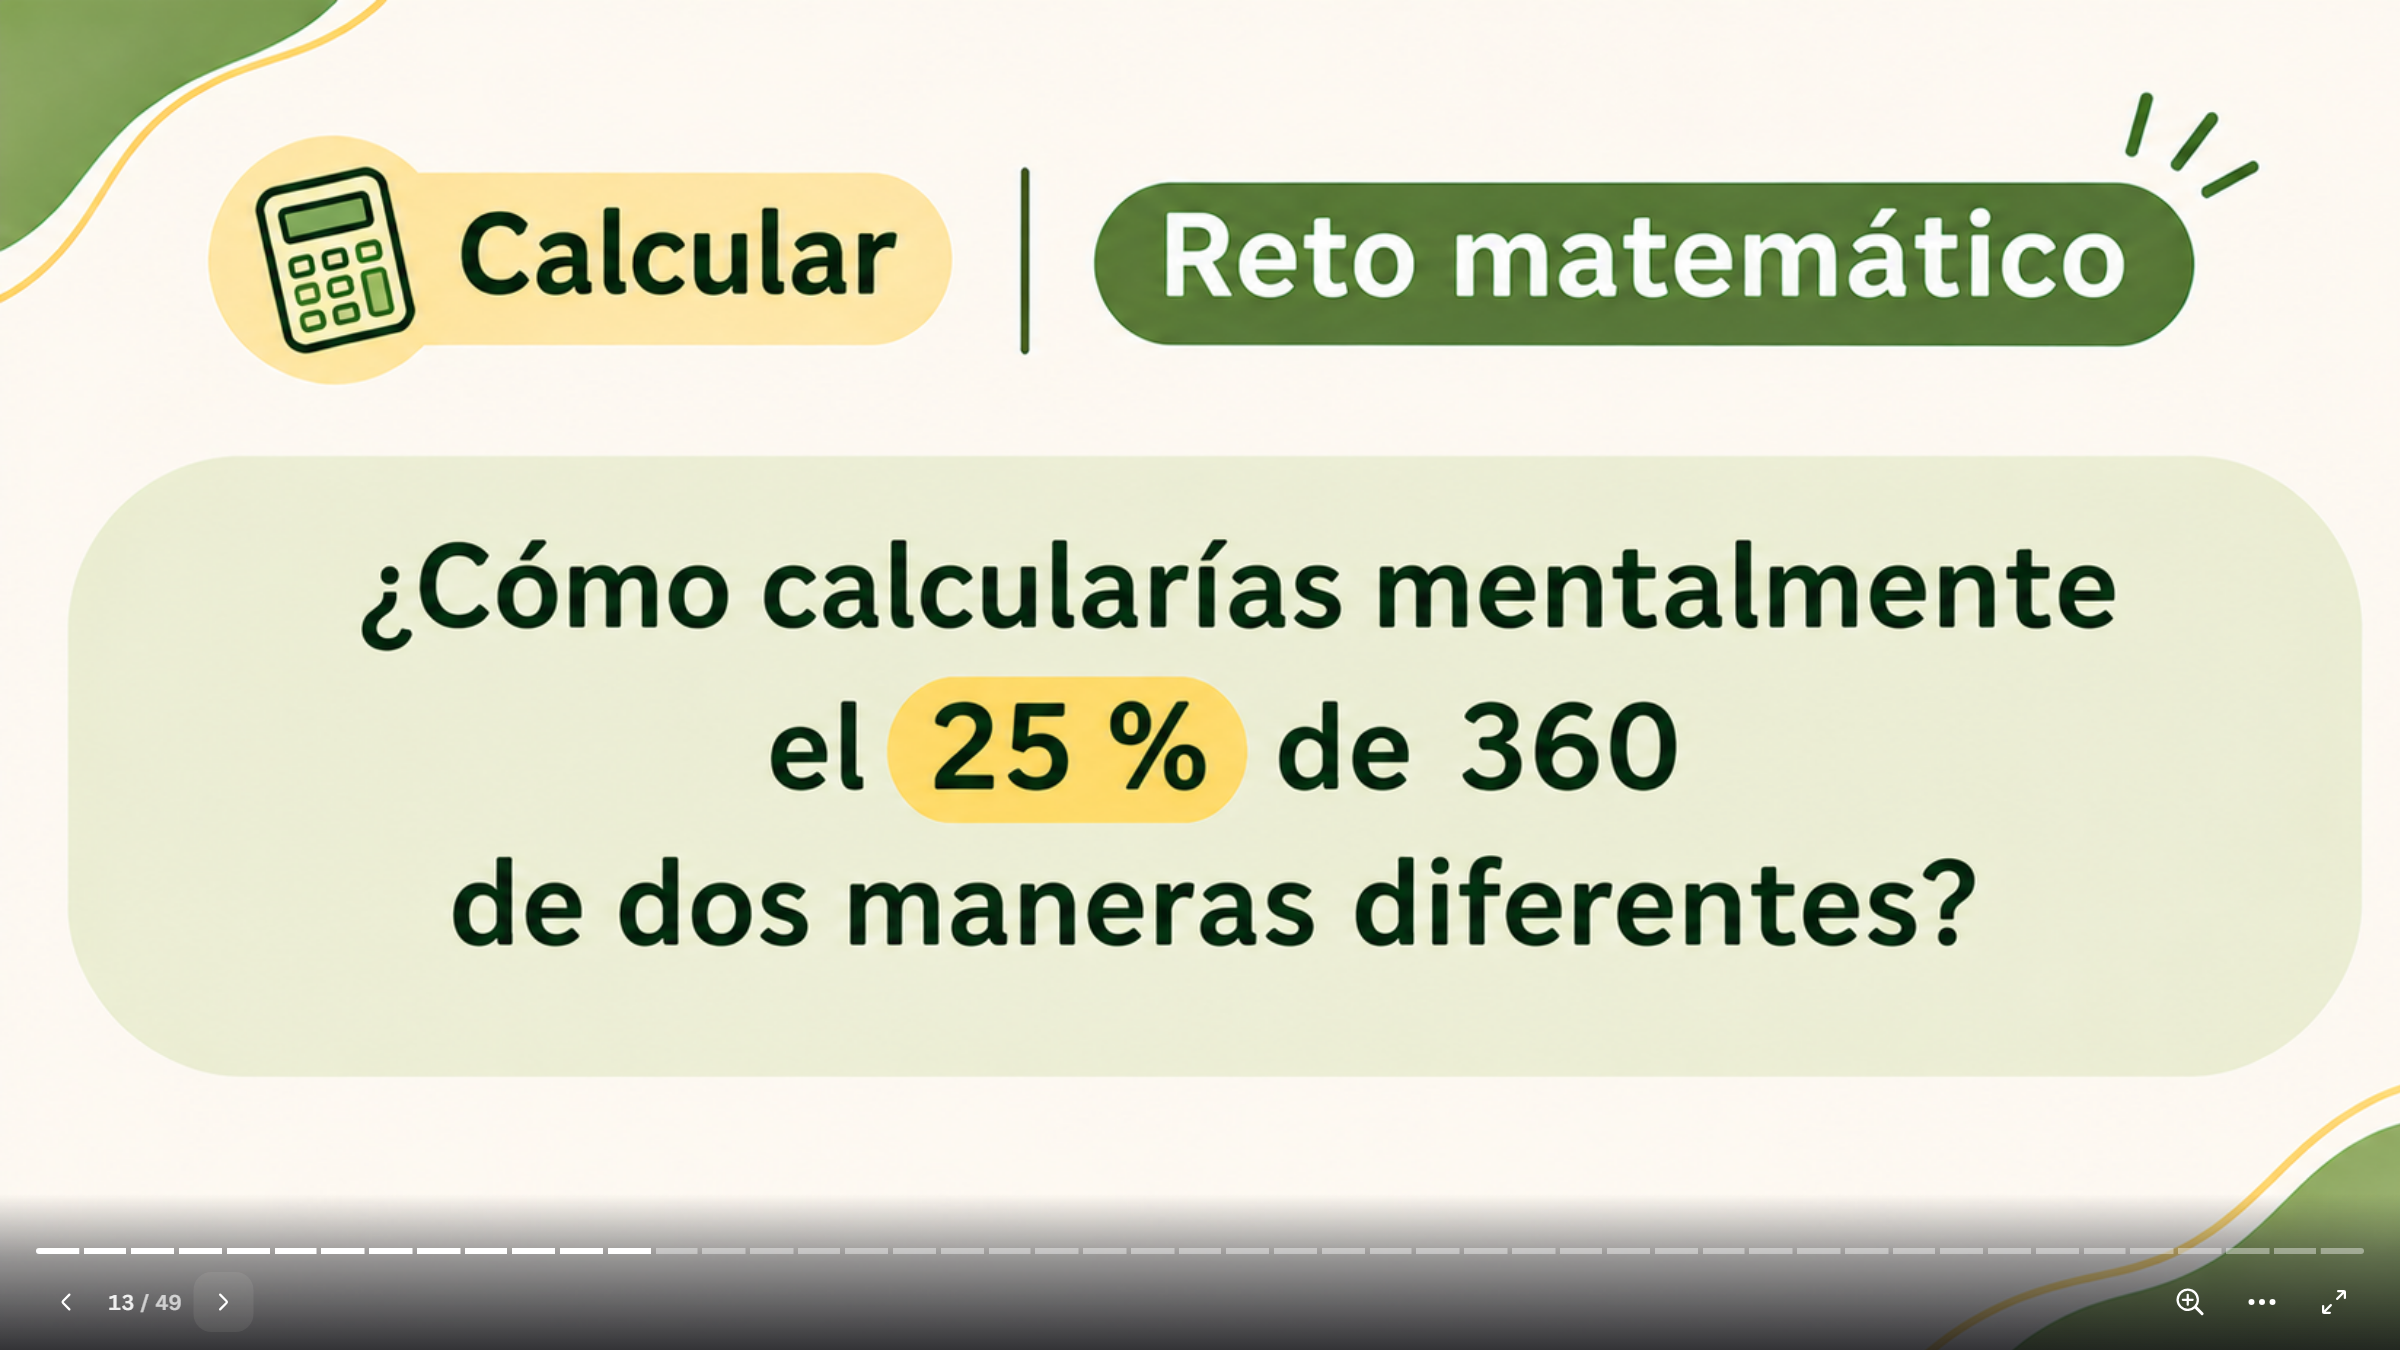 Calcular
Reto matemático
¿Cómo calcularías mentalmente
el 25 % de 360
de dos maneras diferentes?
13 / 49